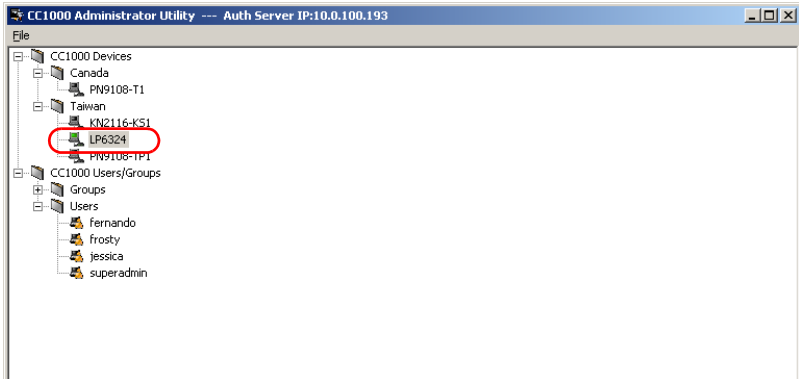 CC1000 Administrator Utility --- Auth Server IP:10.0.100.193
File
CC1000 Devices
Canada
PN9108-T1
Taiwan
KN2116-KS1
LP6324
PN9108-TP1
CC1000 Users/Groups
Groups
Users
fernando
frosty
jessica
superadmin